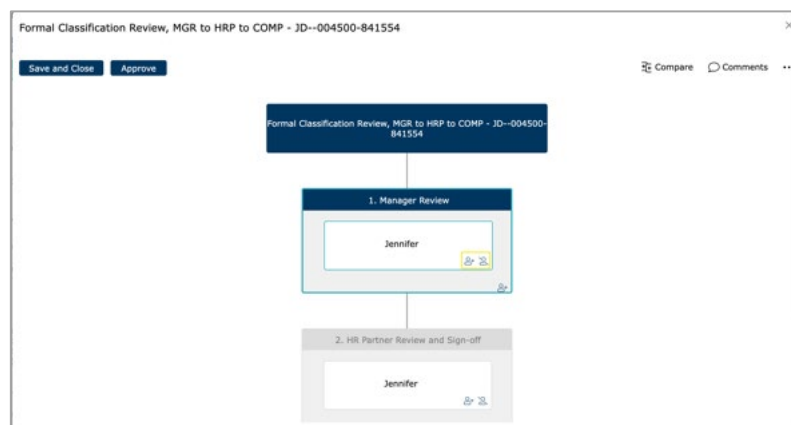 Formal Classification Review, MGR to HRP to COMP - JD--004500-841554
Save and Close
Approve
Compare
Comments
Formal Classification Review, MGR to HRP to COMP - JD--004500-
841554
1. Manager Review
Jennifer
2. HR Partner Review and Sign-off
Jennifer